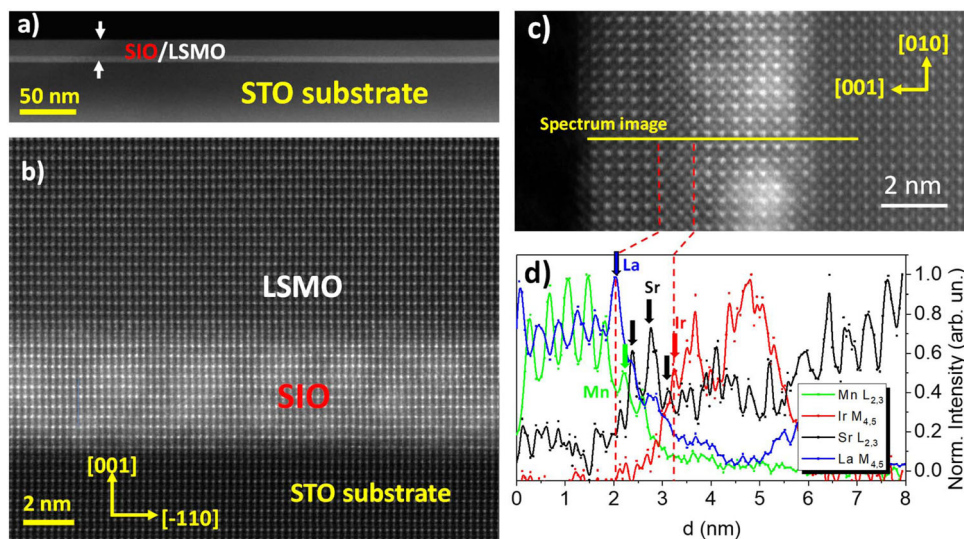 a)
SIO/LSMO
STO substrate
50 nm
b)
LSMO
SIO
[001]
[-110]
STO substrate
2 nm
c)
[010]
[001]
Spectrum image
2 nm
d)
La
Sr
Ir
Mn
Mn L2,3
Ir M4,5
Sr L2,3
La M4,5
1.0
0.8
0.6
0.4
0.2
0.0
Norm. Intensity (arb. un.)
0 1 2 3 4 5 6 7 8
d (nm)